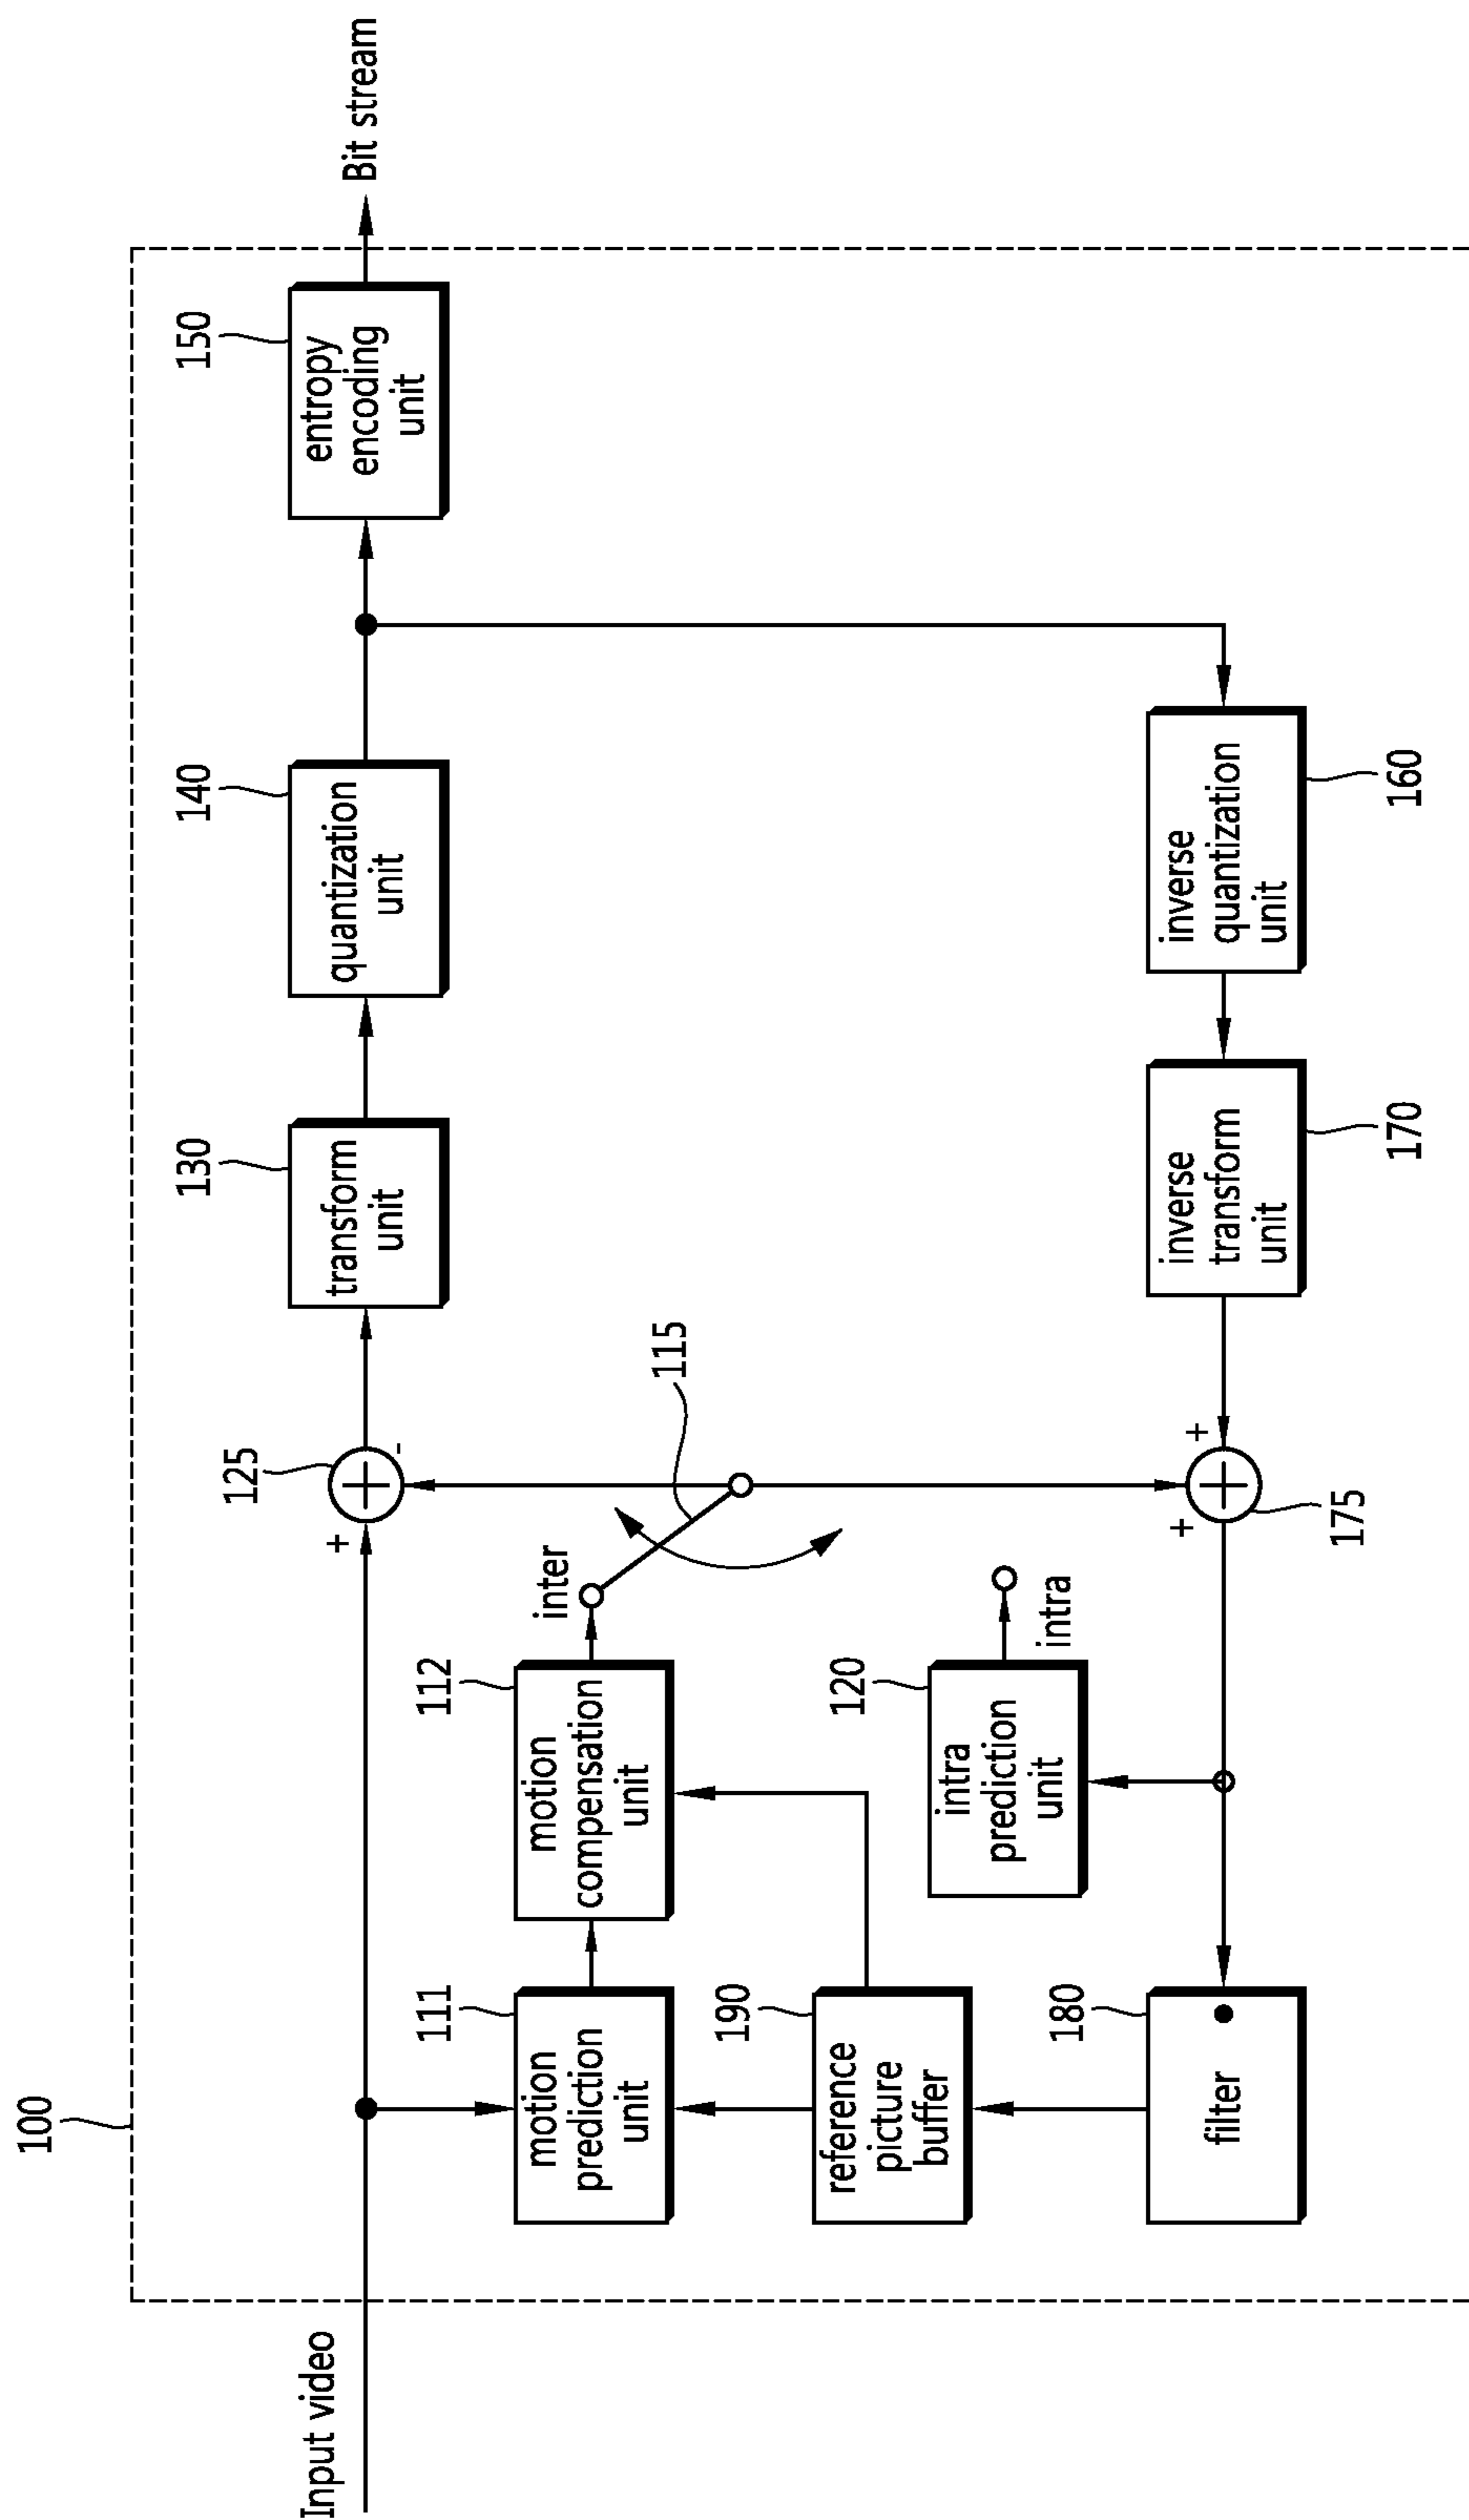 100
Input video
125
+
-
130
transform
unit
140
quantization
unit
150
entropy
encoding
unit
Bit stream
111
motion
prediction
unit
112
motion
compensation
unit
inter
115
190
reference
picture
buffer
120
intra
prediction
unit
intra
180
filter
+
+
175
inverse
transform
unit
170
inverse
quantization
unit
160